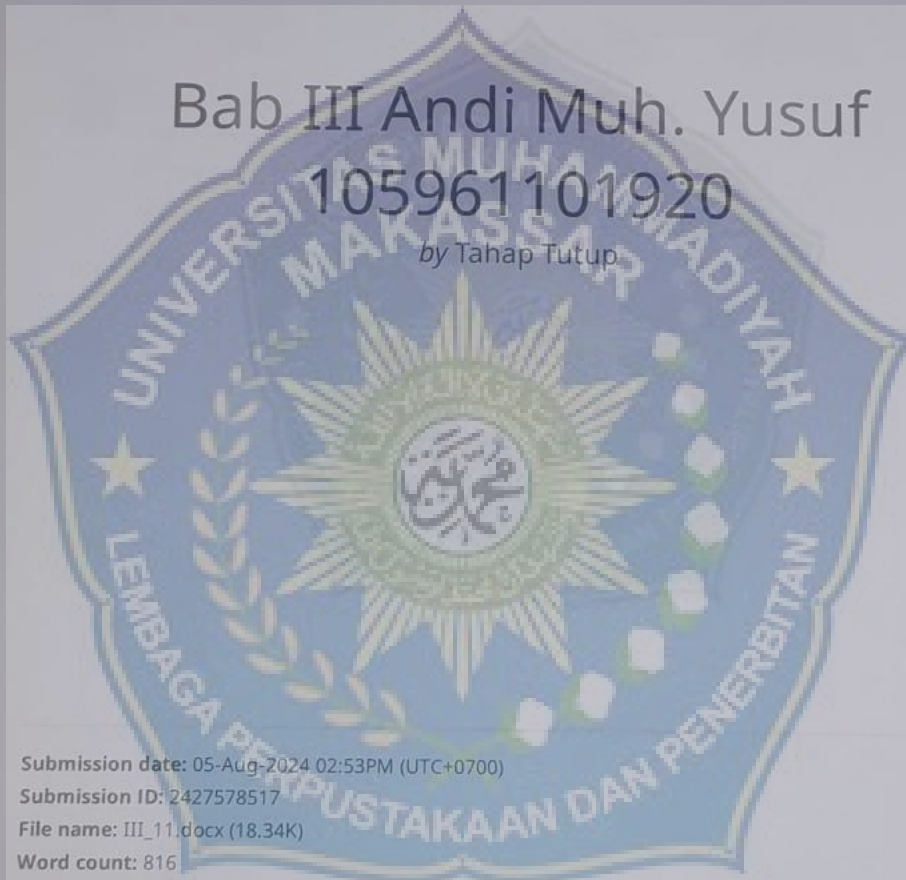 Bab III Andi Muh. Yusuf
105961101920
by Tahap Tutup
UNIVERSITAS MUHAMMADIYAH
MAKASSAR
LEMBAGA PERPUSTAKAAN DAN PENERBITAN
Submission date: 05-Aug-2024 02:53PM (UTC+0700)
Submission ID: 2427578517
File name: III_11.docx (18.34K)
Word count: 816